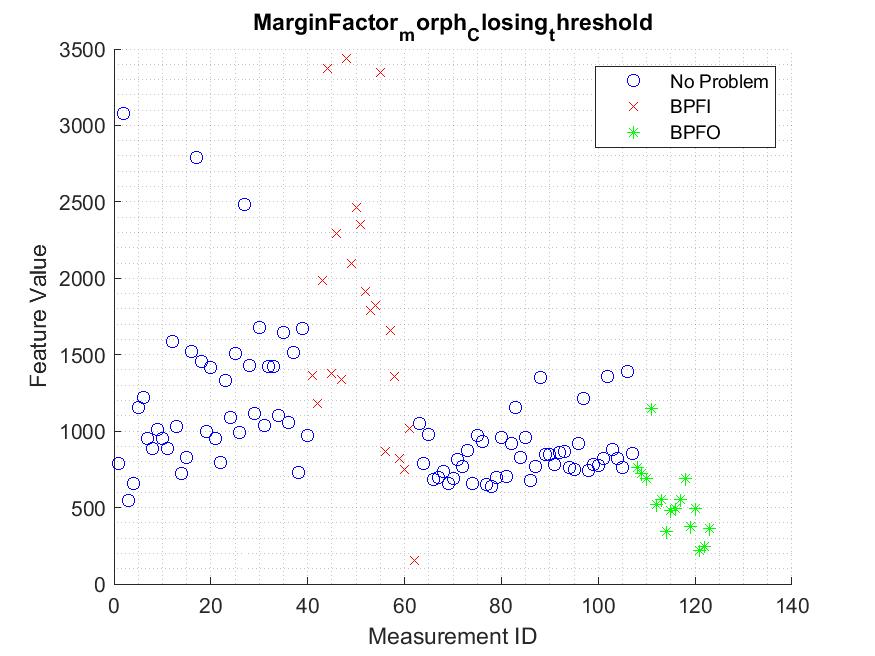 MarginFactor_morph_Closing_threshold
3500
3000
2500
2000
1500
1000
500
0
Feature Value
No Problem
BPFI
BPFO
0 20 40 60 80 100 120 140
Measurement ID